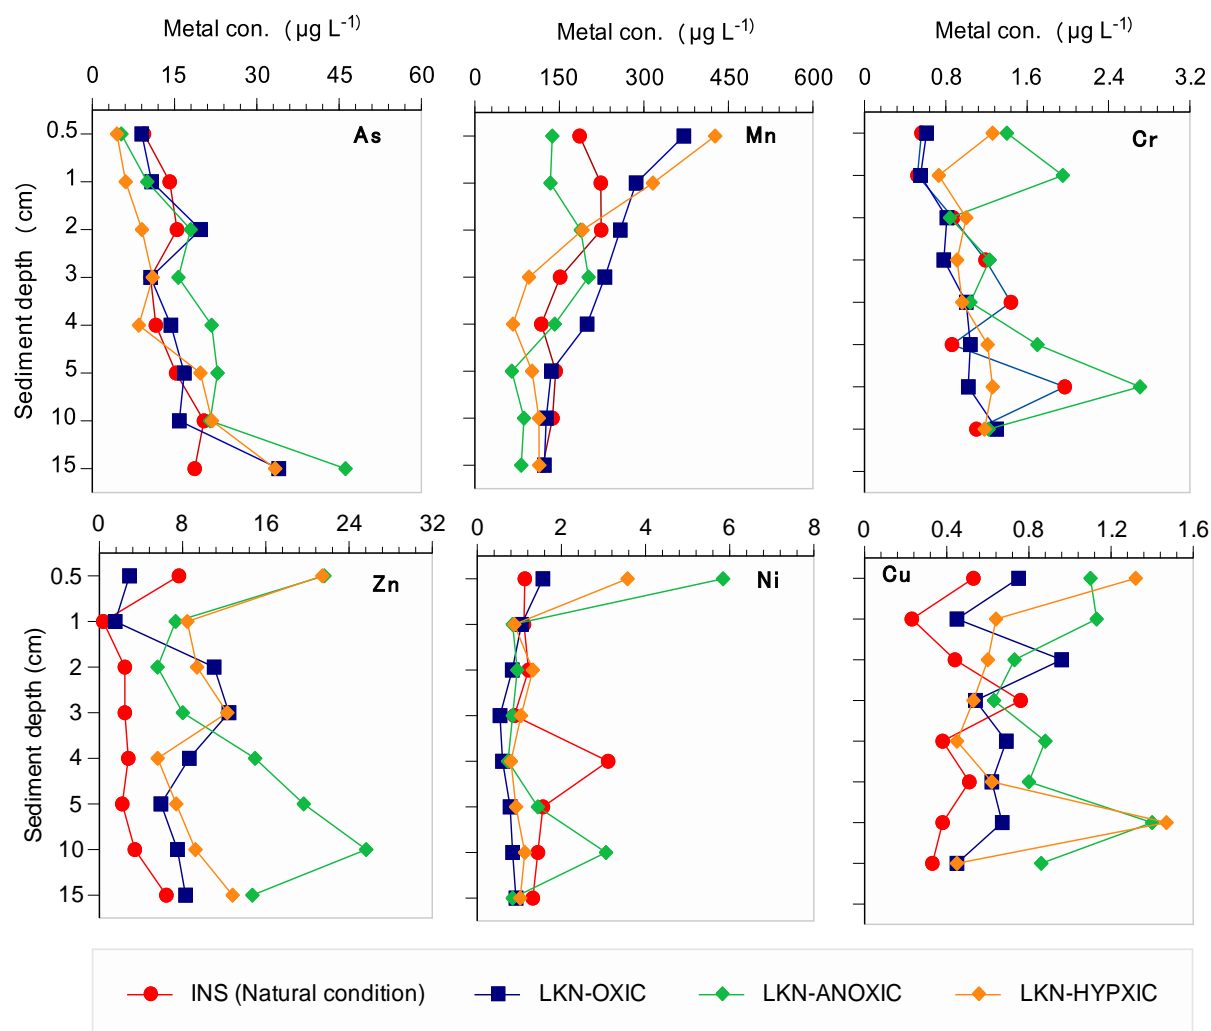 Metal con. (µg L-1)
Metal con. (µg L-1)
Metal con. (µg L-1)
0 15 30 45 60
0 150 300 450 600
0 0.8 1.6 2.4 3.2
As
Mn
Cr
Sediment depth (cm)
0.5
1
2
3
4
5
10
15
0 8 16 24 32
0 2 4 6 8
0 0.4 0.8 1.2 1.6
Zn
Ni
Cu
Sediment depth (cm)
0.5
1
2
3
4
5
10
15
INS (Natural condition) LKN-OXIC LKN-ANOXIC LKN-HYPXIC